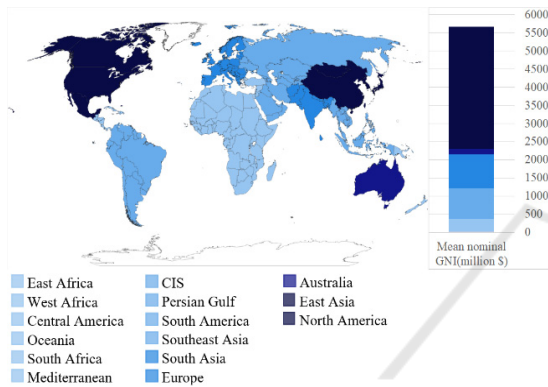 6000
5500
5000
4500
4000
3500
3000
2500
2000
1500
1000
500
0
Mean nominal
GNI(million $)
East Africa
West Africa
Central America
Oceania
South Africa
Mediterranean
CIS
Persian Gulf
South America
Southeast Asia
South Asia
Europe
Australia
East Asia
North America